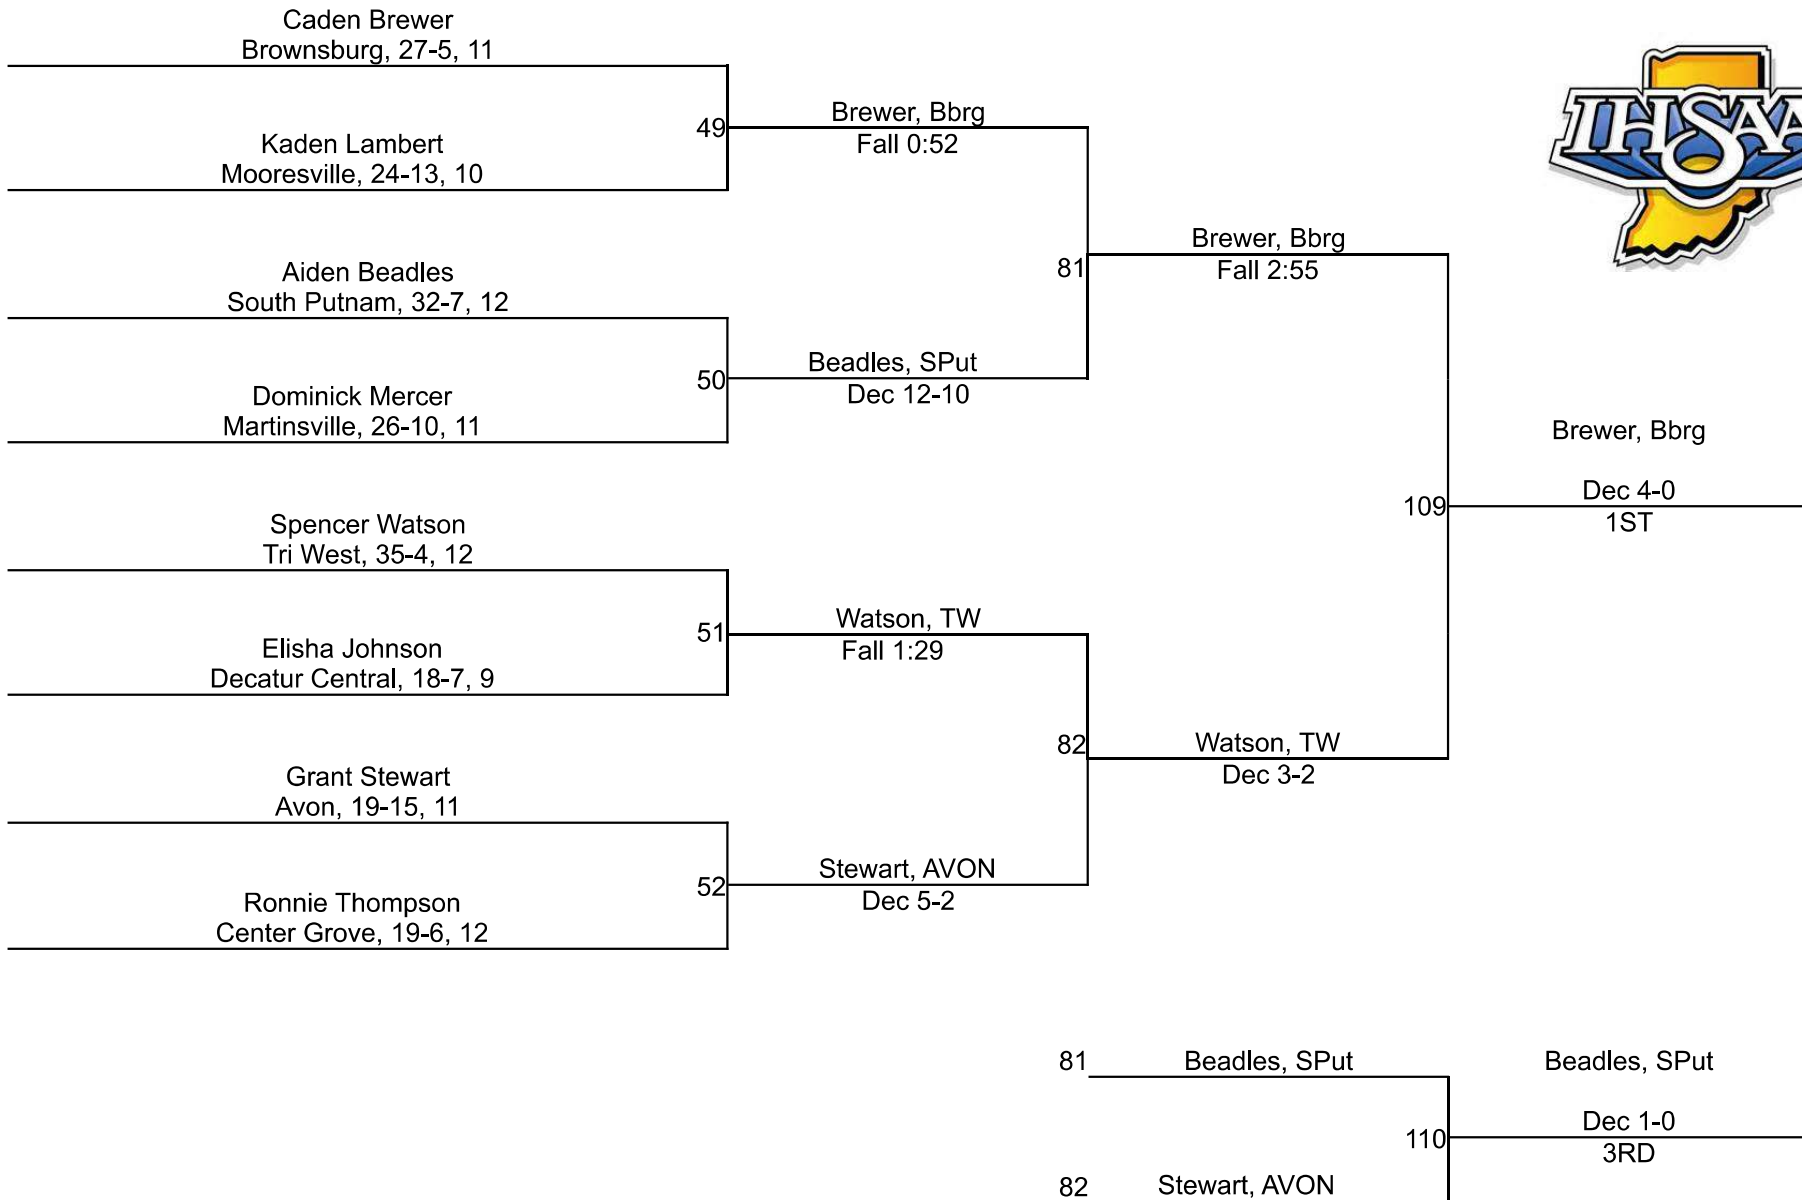 Caden Brewer
Brownsburg, 27-5, 11
Kaden Lambert
Mooresville, 24-13, 10
49
Brewer, Bbrg
Fall 0:52
Aiden Beadles
South Putnam, 32-7, 12
Dominick Mercer
Martinsville, 26-10, 11
50
Beadles, SPut
Dec 12-10
81
Brewer, Bbrg
Fall 2:55
Spencer Watson
Tri West, 35-4, 12
Elisha Johnson
Decatur Central, 18-7, 9
51
Watson, TW
Fall 1:29
Grant Stewart
Avon, 19-15, 11
Ronnie Thompson
Center Grove, 19-6, 12
52
Stewart, AVON
Dec 5-2
82
Watson, TW
Dec 3-2
109
Brewer, Bbrg
Dec 4-0
1ST
IHSAA
81
Beadles, SPut
82
Stewart, AVON
110
Beadles, SPut
Dec 1-0
3RD